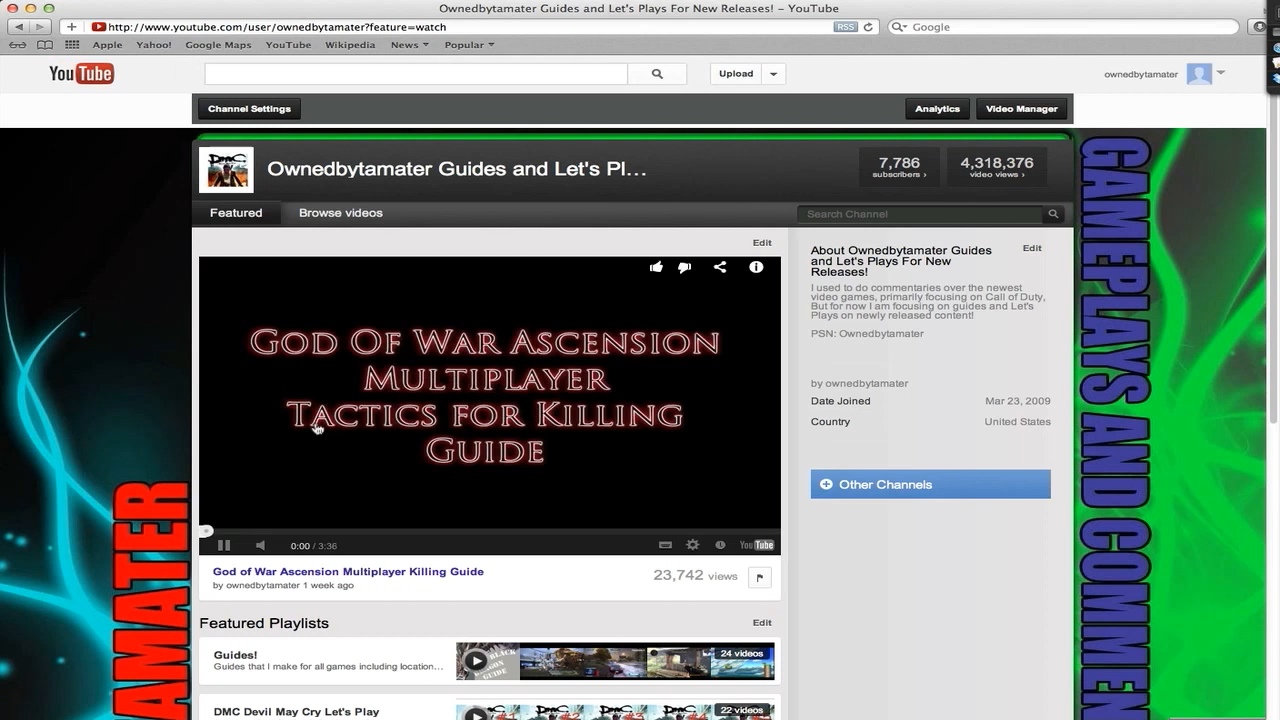 Ownedbytamater Guides and Let's Plays For New Releases! – YouTube
http://www.youtube.com/user/ownedbytamater?feature=watch
RSS
Google
Apple
Yahoo!
Google Maps
YouTube
Wikipedia
News
Popular
YouTube
Upload
ownedbytamater
Channel Settings
Analytics
Video Manager
DMC
Ownedbytamater Guides and Let's Pl...
7,786
subscribers ›
4,318,376
video views ›
Featured
Browse videos
Search Channel
Edit
GOD OF WAR ASCENSION
MULTIPLAYER
TACTICS FOR KILLING
GUIDE
0:00 / 3:36
YouTube
God of War Ascension Multiplayer Killing Guide
by ownedbytamater 1 week ago
23,742 views
Featured Playlists
Edit
Guides!
Guides that I make for all games including location...
BLACK
GUIDE
24 videos
DMC Devil May Cry Let's Play
22 videos
About Ownedbytamater Guides
and Let's Plays For New
Releases!
Edit
I used to do commentaries over the newest
video games, primarily focusing on Call of Duty,
But for now I am focusing on guides and Let's
Plays on newly released content!
PSN: Ownedbytamater
by ownedbytamater
Date Joined
Mar 23, 2009
Country
United States
Other Channels
AMATER
GAMEPLAYS AND COMMEN